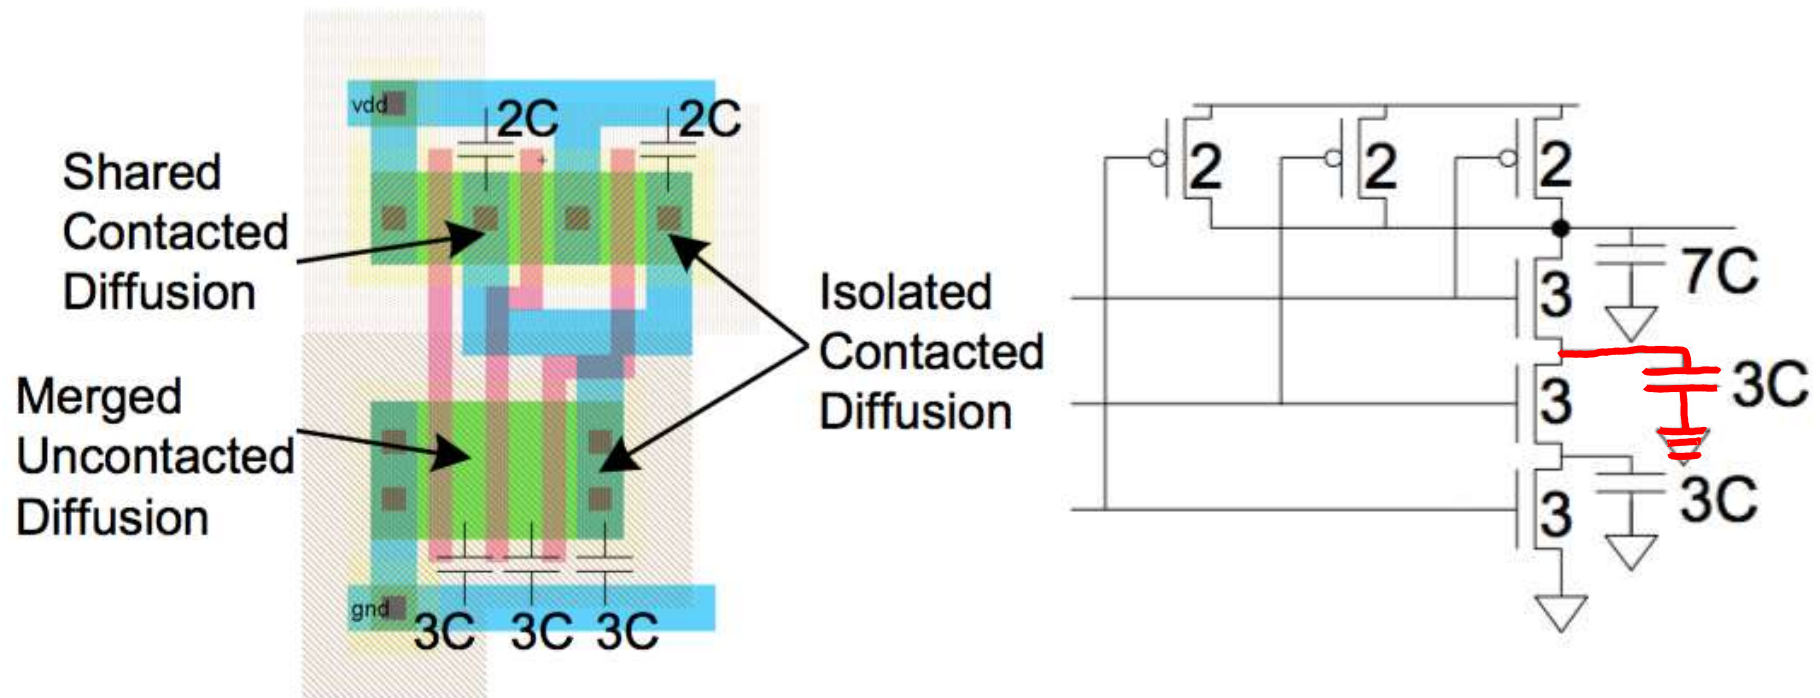 Shared
Contacted
Diffusion
Merged
Uncontacted
Diffusion
vdd
2C
2C
gnd
3C
3C
3C
Isolated
Contacted
Diffusion
2
2
2
3
7C
3
3C
3
3C